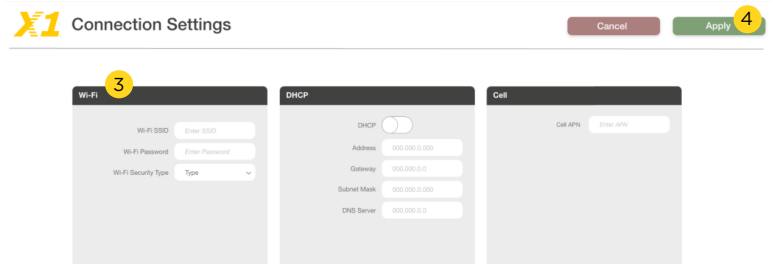 X1 Connection Settings
Cancel
Apply
4
3
Wi-Fi
Wi-Fi SSID Enter SSID
Wi-Fi Password Enter Password
Wi-Fi Security Type Type
DHCP
DHCP
Address 000.000.0.000
Gateway 000.000.0.0
Subnet Mask 000.000.0.000
DNS Server 000.000.0.0
Cell
Cell APN Enter APN